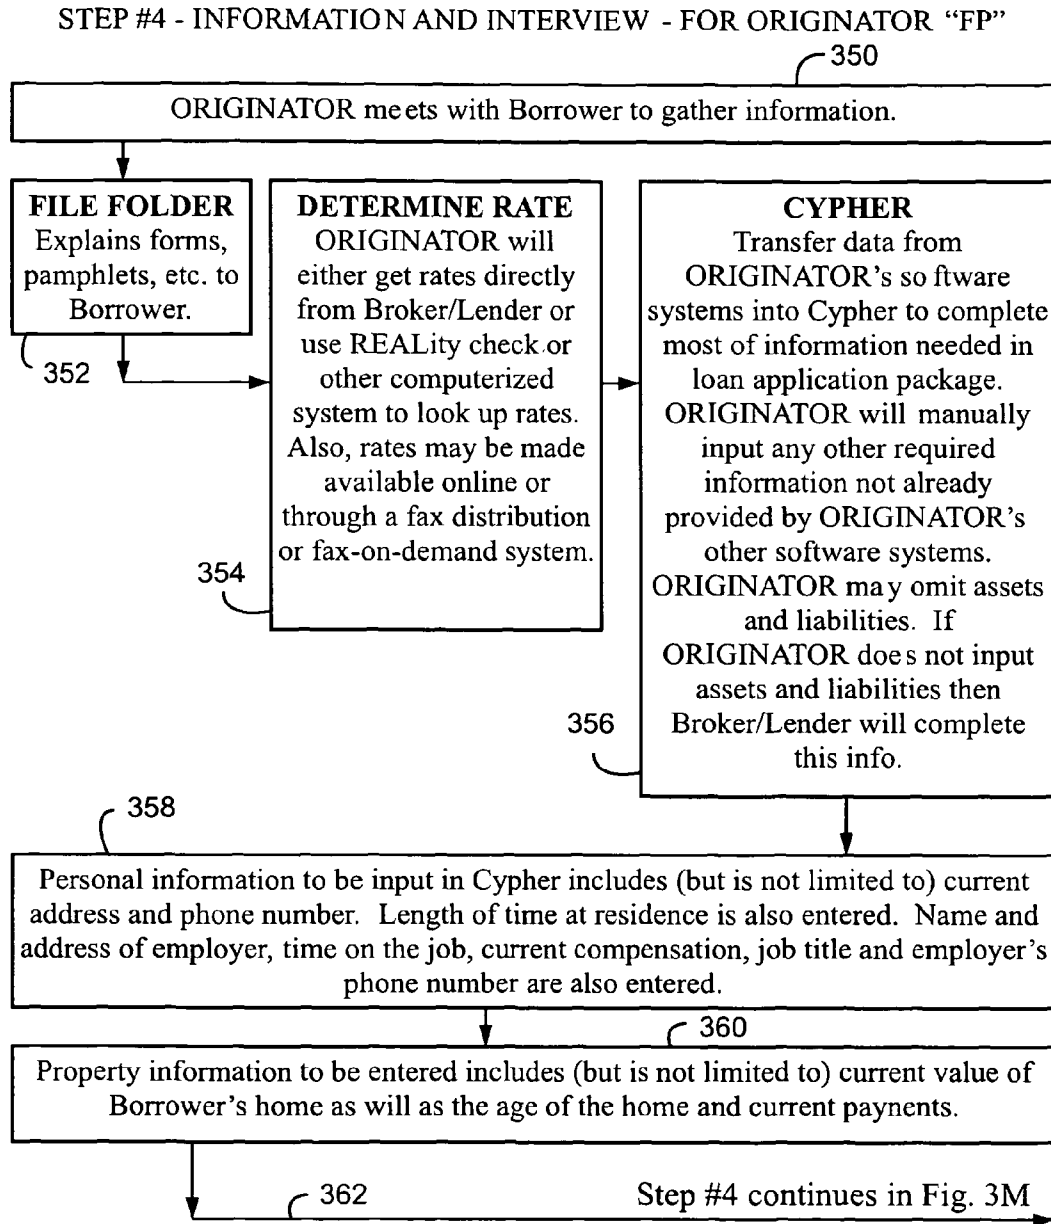 STEP #4 - INFORMATION AND INTERVIEW - FOR ORIGINATOR “FP”
350
ORIGINATOR meets with Borrower to gather information.
FILE FOLDER
Explains forms,
pamphlets, etc. to
Borrower.
352
DETERMINE RATE
ORIGINATOR will
either get rates directly
from Broker/Lender or
use REALity check or
other computerized
system to look up rates.
Also, rates may be made
available online or
through a fax distribution
or fax-on-demand system.
354
CYPHER
Transfer data from
ORIGINATOR's software
systems into Cypher to complete
most of information needed in
loan application package.
ORIGINATOR will manually
input any other required
information not already
provided by ORIGINATOR's
other software systems.
ORIGINATOR may omit assets
and liabilities. If
ORIGINATOR does not input
assets and liabilities then
Broker/Lender will complete
this info.
356
358
Personal information to be input in Cypher includes (but is not limited to) current
address and phone number. Length of time at residence is also entered. Name and
address of employer, time on the job, current compensation, job title and employer's
phone number are also entered.
360
Property information to be entered includes (but is not limited to) current value of
Borrower's home as will as the age of the home and current paynents.
362
Step #4 continues in Fig. 3M